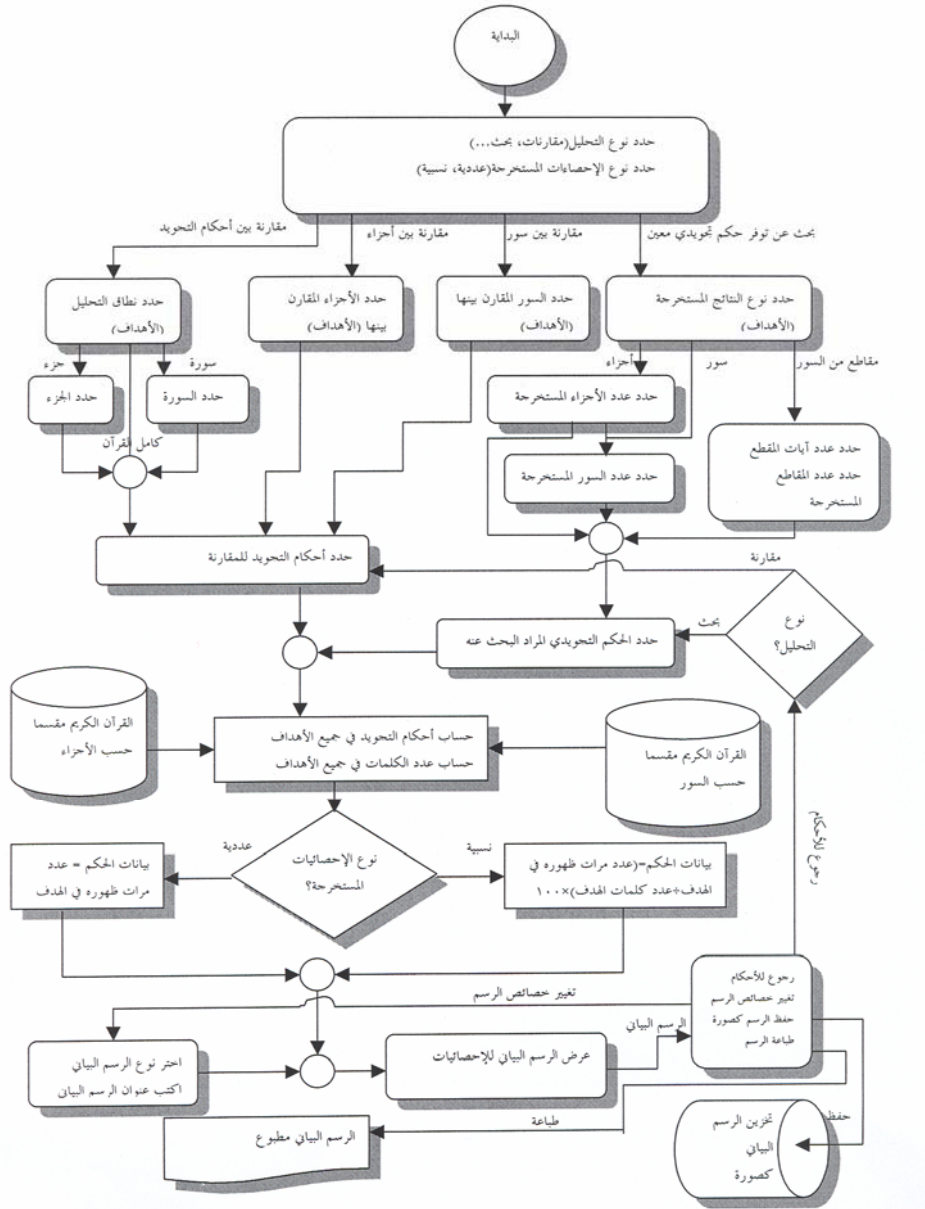 البداية
حدد نوع التحليل(مقارنات، بحث...)
حدد نوع الإحصاءات المستخرجة(عددية، نسبية)
بحث عن توفر حكم تجويدي معين
مقارنة بين سور
مقارنة بين أجزاء
مقارنة بين أحكام التجويد
حدد نوع النتائج المستخرجة
(الأهداف)
حدد السور المقارن بينها
(الأهداف)
حدد الأجزاء المقارن
بينها (الأهداف)
حدد نطاق التحليل
(الأهداف)
مقاطع من السور
سور
أجزاء
سورة
جزء
حدد عدد الأجزاء المستخرجة
حدد السورة
حدد الجزء
كامل القرآن
حدد عدد آيات المقطع
حدد عدد المقاطع
المستخرجة
حدد عدد السور المستخرجة
حدد أحكام التجويد للمقارنة
مقارنة
نوع
التحليل؟
بحث
حدد الحكم التجويدي المراد البحث عنه
القرآن الكريم مقسما
حسب الأجزاء
حساب أحكام التجويد في جميع الأهداف
حساب عدد الكلمات في جميع الأهداف
القرآن الكريم مقسما
حسب السور
رجوع للأحكام
نوع الإحصائيات
المستخرجة؟
نسبية
عددية
بيانات الحكم=(عدد مرات ظهوره في
الهدف÷عدد كلمات الهدف)×١٠٠
بيانات الحكم = عدد
مرات ظهوره في الهدف
رجوع للأحكام
تغيير خصائص الرسم
حفظ الرسم كصورة
طباعة الرسم
تغيير خصائص الرسم
الرسم البياني
عرض الرسم البياني للإحصائيات
اختر نوع الرسم البياني
اكتب عنوان الرسم البياني
طباعة
حفظ
الرسم البياني مطبوع
تخزين الرسم
البياني
كصورة